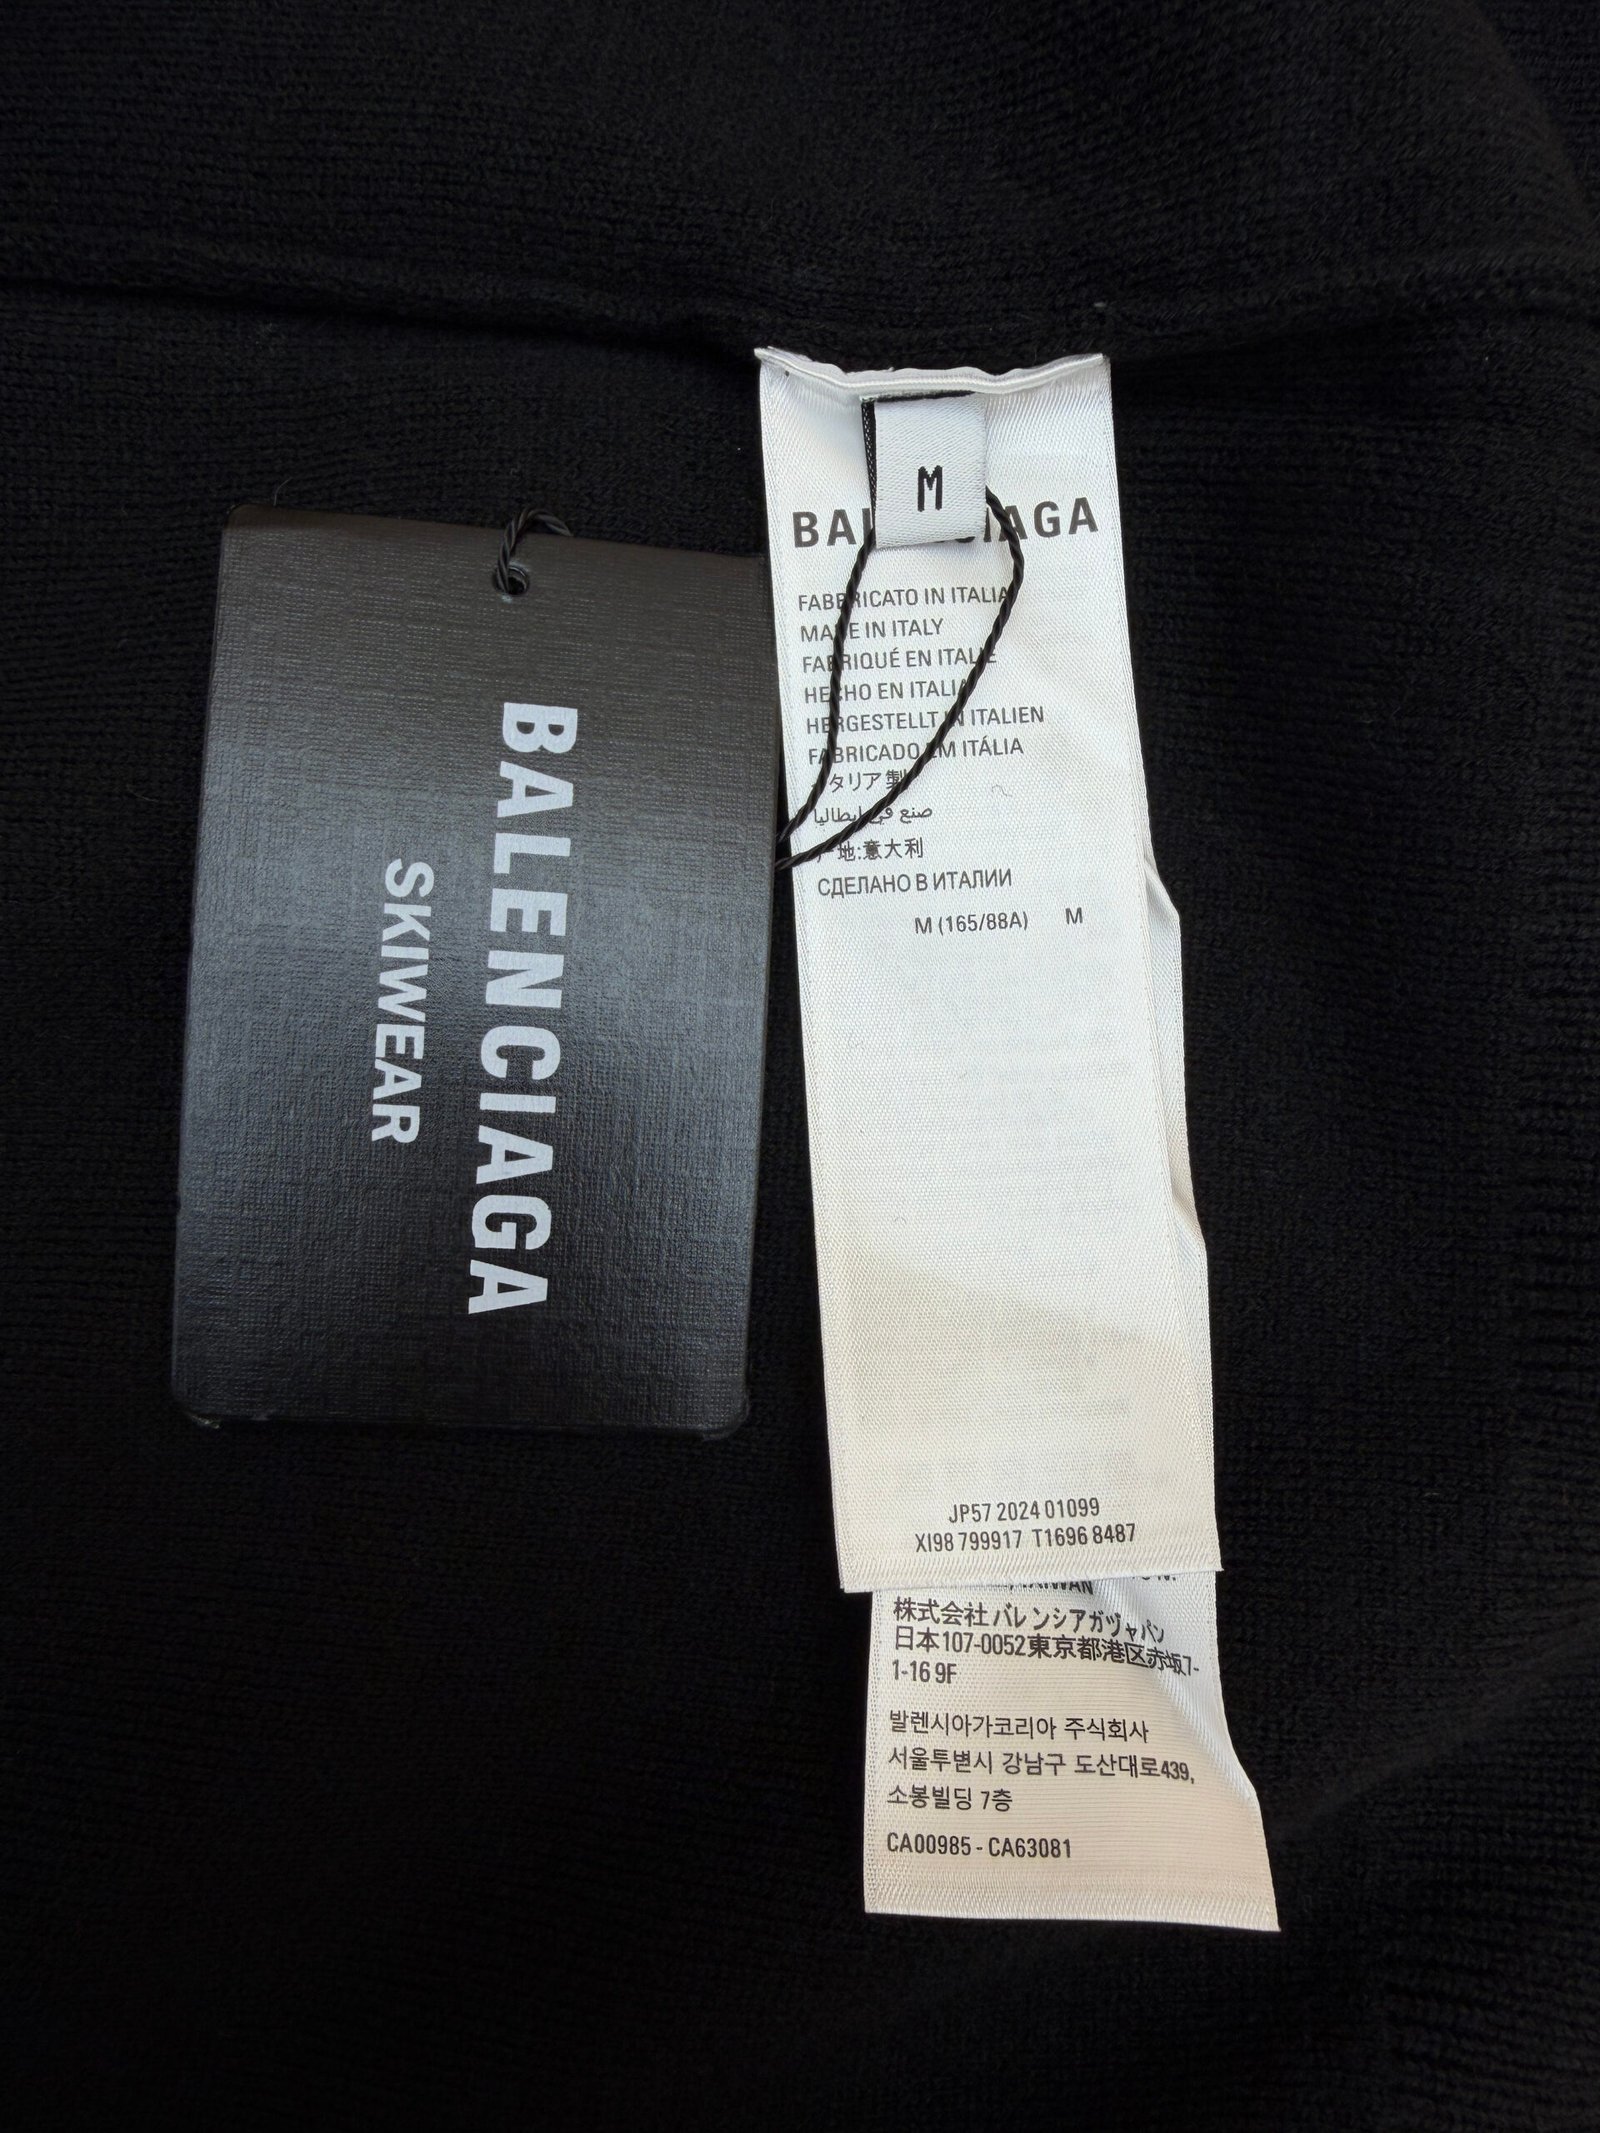 BALENCIAGA
SKIWEAR
M
FABBRICATO IN ITALIA
MADE IN ITALY
FABRIQUÉ EN ITALIE
HECHO EN ITALIA
HERGESTELLT IN ITALIEN
FABRICADO EM ITÁLIA
イタリア製
صنع في إيطاليا
产地:意大利
СДЕЛАНО В ИТАЛИИ
M (165/88A) M
JP57 2024 01099
XI98 799917 T1696 8487
TAIWAN
株式会社 バレンシアガジャパン
日本107-0052東京都港区赤坂7-
1-16 9F
발렌시아가코리아 주식회사
서울특별시 강남구 도산대로439,
소봉빌딩 7층
CA00985 - CA63081